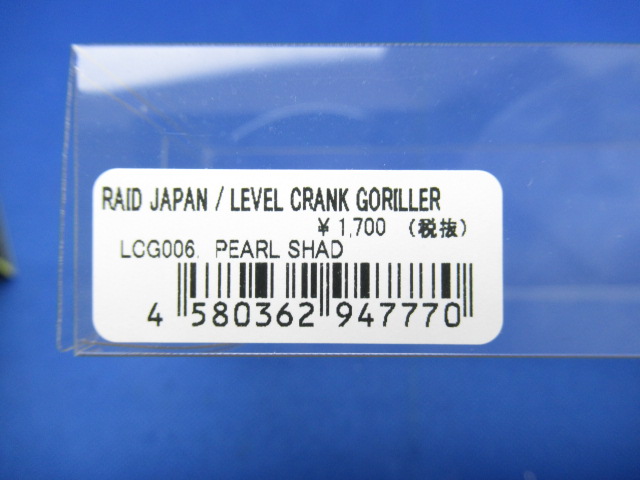 RAID JAPAN / LEVEL CRANK GORILLER
¥ 1,700 (税抜)
LCG006. PEARL SHAD
4 580362 947770